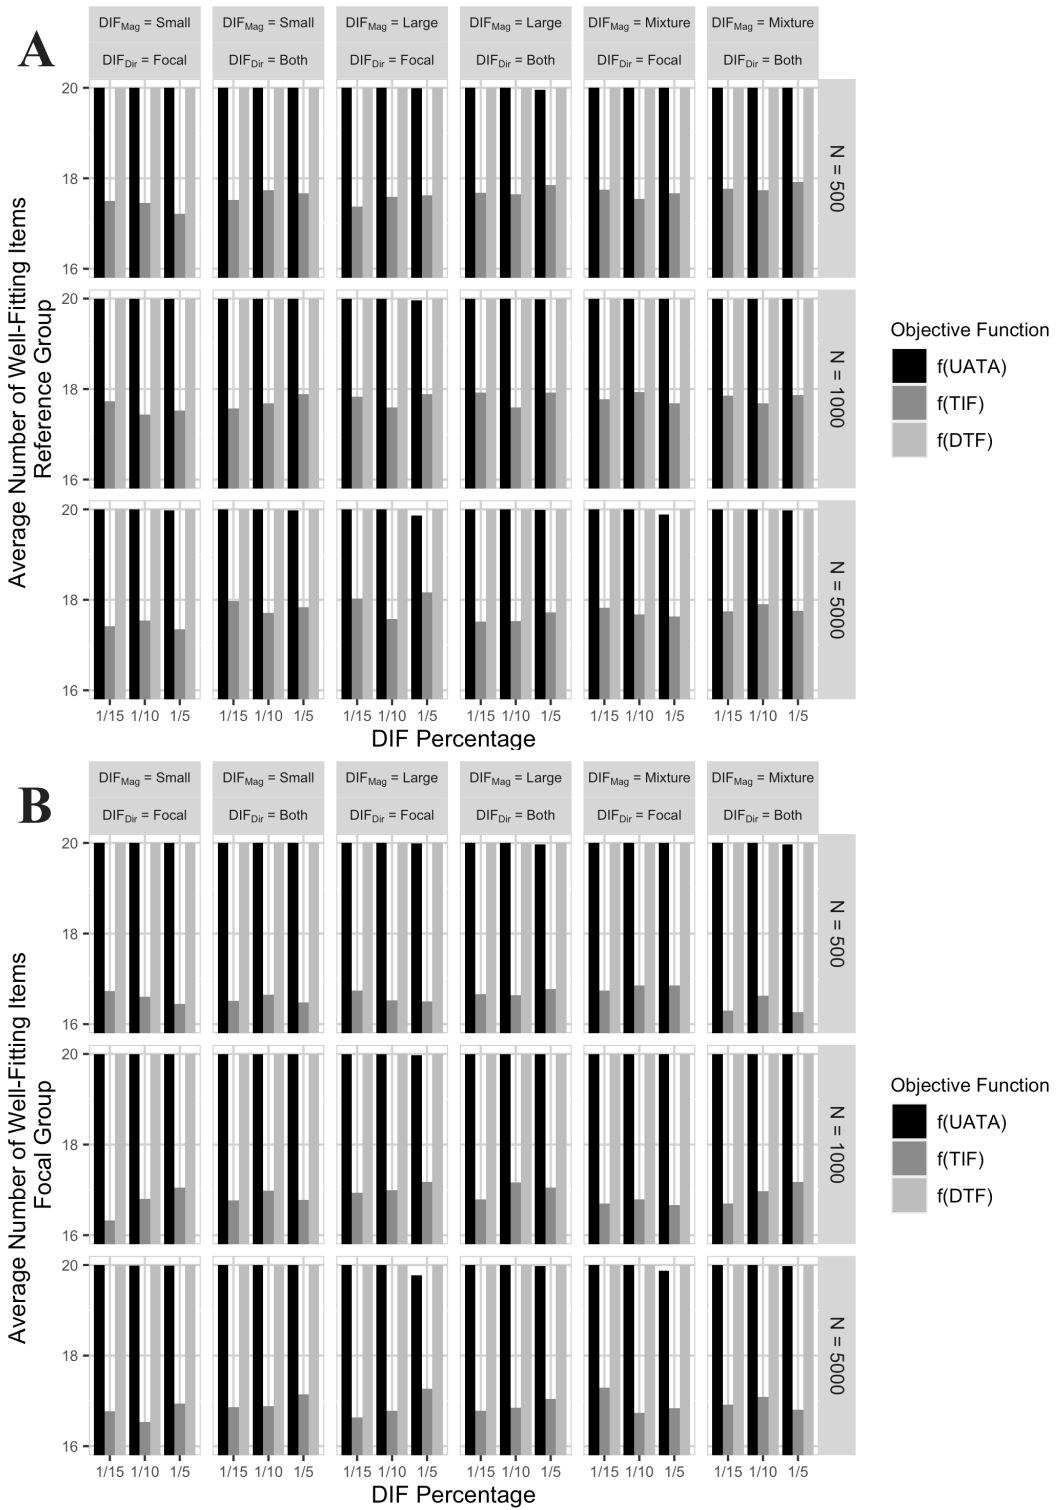 A
DIFMag = Small DIFMag = Small DIFMag = Large DIFMag = Large DIFMag = Mixture DIFMag = Mixture
DIFDir = Focal DIFDir = Both DIFDir = Focal DIFDir = Both DIFDir = Focal DIFDir = Both
Average Number of Well-Fitting Items
Reference Group
20
18
16
N = 500
20
18
16
N = 1000
20
18
16
N = 5000
1/15 1/10 1/5 1/15 1/10 1/5 1/15 1/10 1/5 1/15 1/10 1/5 1/15 1/10 1/5 1/15 1/10 1/5
DIF Percentage
Objective Function
f(UATA)
f(TIF)
f(DTF)
B
DIFMag = Small DIFMag = Small DIFMag = Large DIFMag = Large DIFMag = Mixture DIFMag = Mixture
DIFDir = Focal DIFDir = Both DIFDir = Focal DIFDir = Both DIFDir = Focal DIFDir = Both
Average Number of Well-Fitting Items
Focal Group
20
18
16
N = 500
20
18
16
N = 1000
20
18
16
N = 5000
1/15 1/10 1/5 1/15 1/10 1/5 1/15 1/10 1/5 1/15 1/10 1/5 1/15 1/10 1/5 1/15 1/10 1/5
DIF Percentage
Objective Function
f(UATA)
f(TIF)
f(DTF)